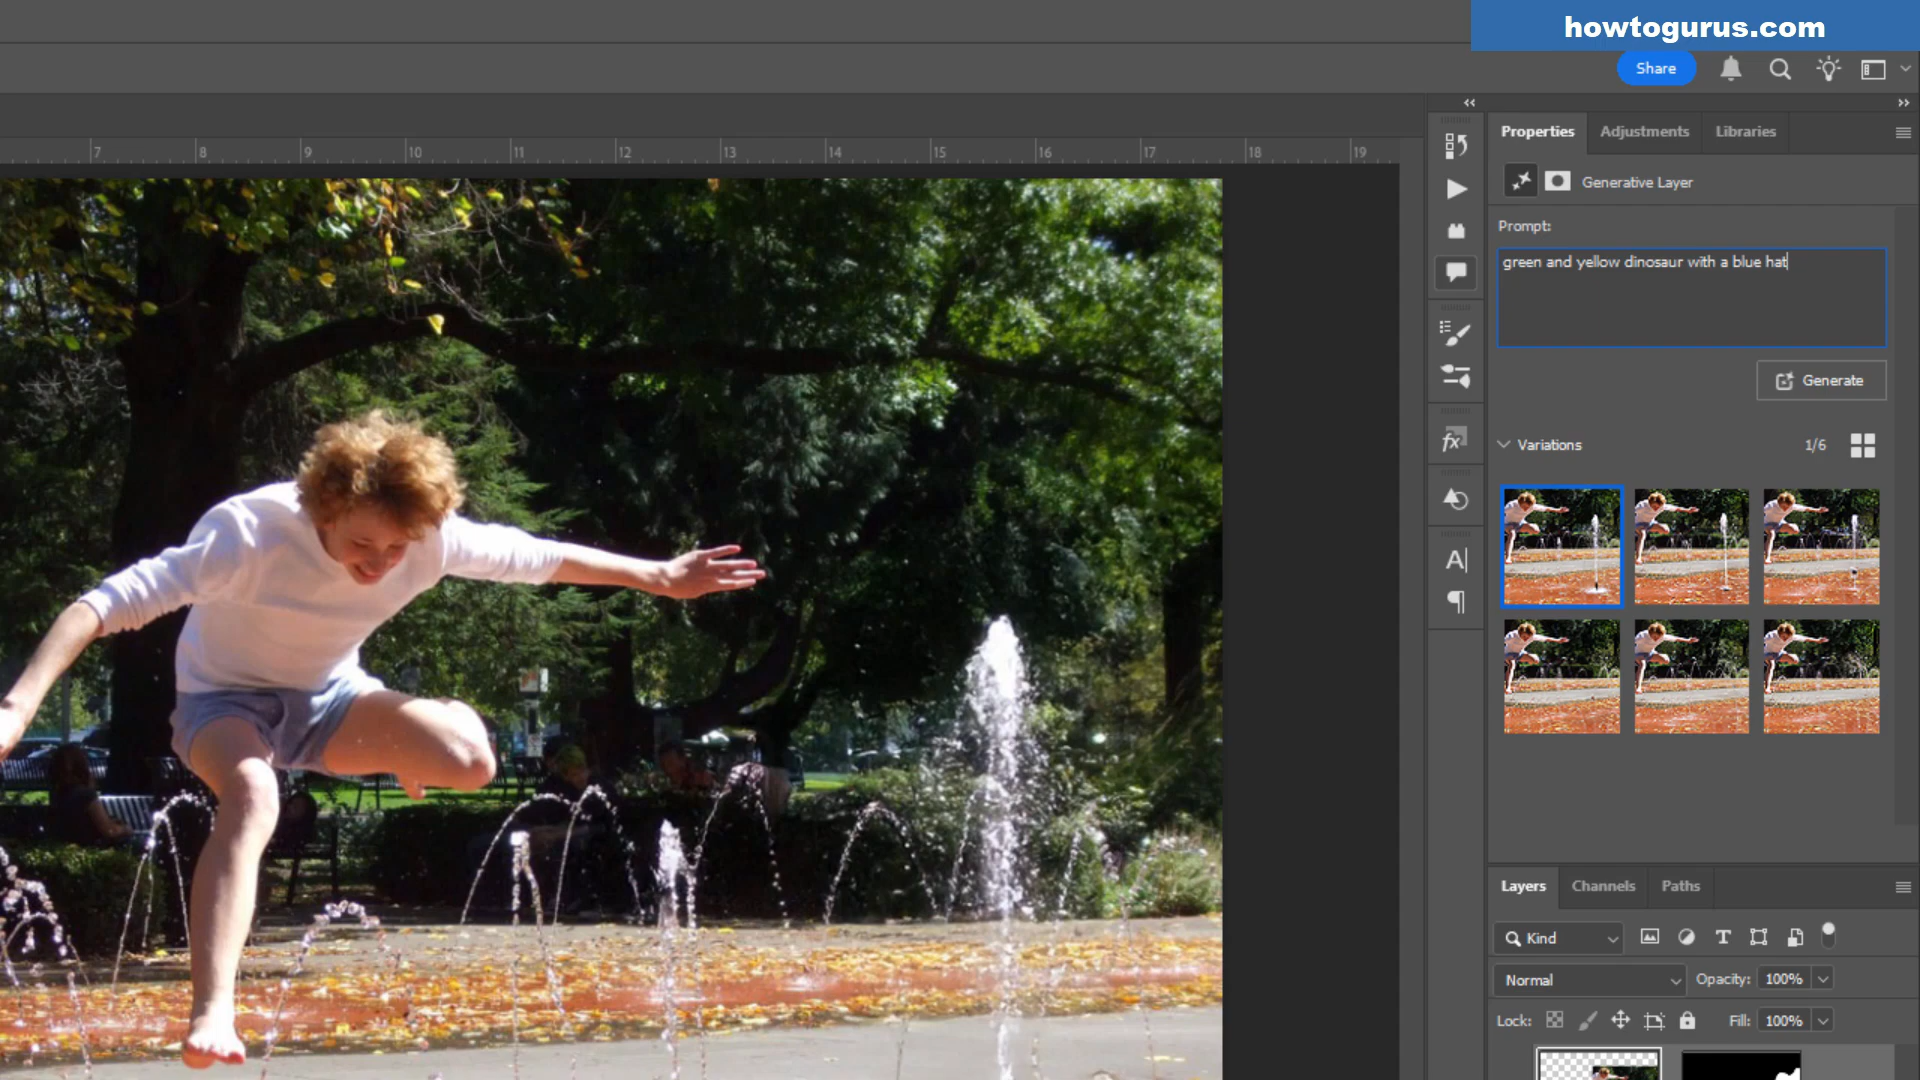 howtogurus.com
Share
7 8 9 10 11 12 13 14 15 16 17 18 19
Properties Adjustments Libraries
Generative Layer
Prompt:
green and yellow dinosaur with a blue hat
Generate
Variations 1/6
fx
A
Layers Channels Paths
Kind
T
Normal Opacity: 100%
Lock: Fill: 100%